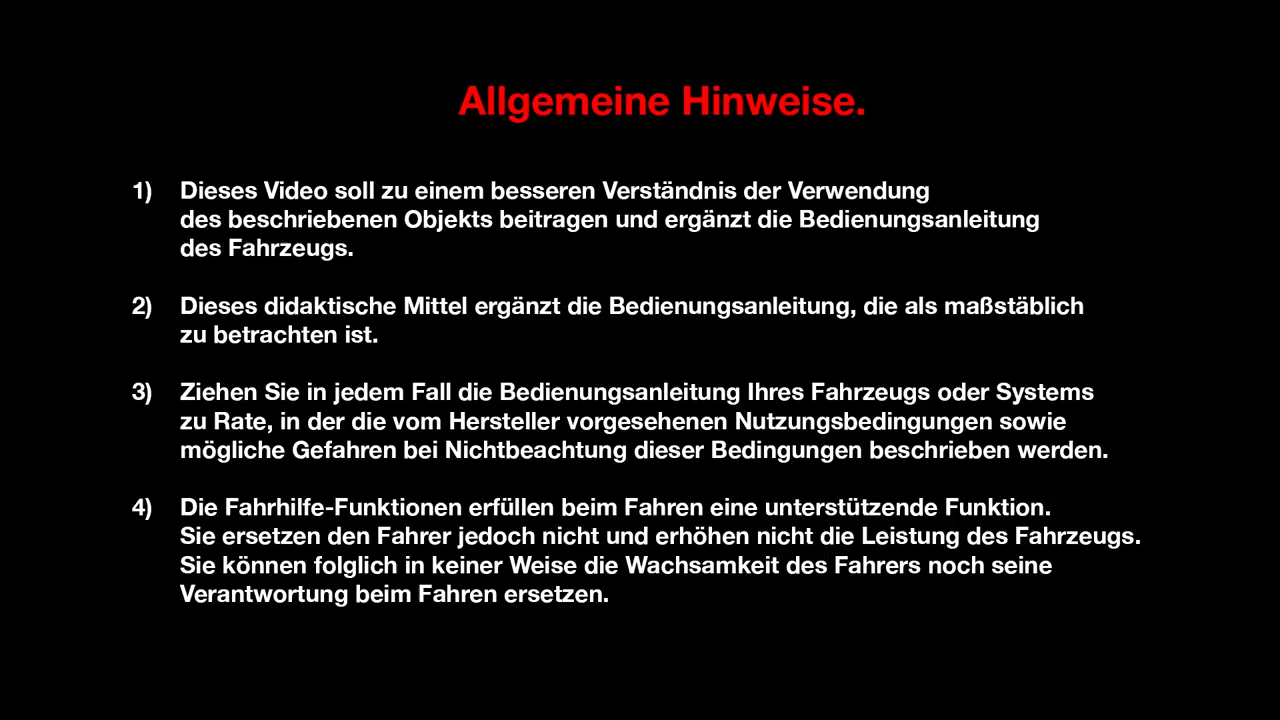 Allgemeine Hinweise.
1) Dieses Video soll zu einem besseren Verständnis der Verwendung
des beschriebenen Objekts beitragen und ergänzt die Bedienungsanleitung
des Fahrzeugs.
2) Dieses didaktische Mittel ergänzt die Bedienungsanleitung, die als maßstäblich
zu betrachten ist.
3) Ziehen Sie in jedem Fall die Bedienungsanleitung Ihres Fahrzeugs oder Systems
zu Rate, in der die vom Hersteller vorgesehenen Nutzungsbedingungen sowie
mögliche Gefahren bei Nichtbeachtung dieser Bedingungen beschrieben werden.
4) Die Fahrhilfe-Funktionen erfüllen beim Fahren eine unterstützende Funktion.
Sie ersetzen den Fahrer jedoch nicht und erhöhen nicht die Leistung des Fahrzeugs.
Sie können folglich in keiner Weise die Wachsamkeit des Fahrers noch seine
Verantwortung beim Fahren ersetzen.